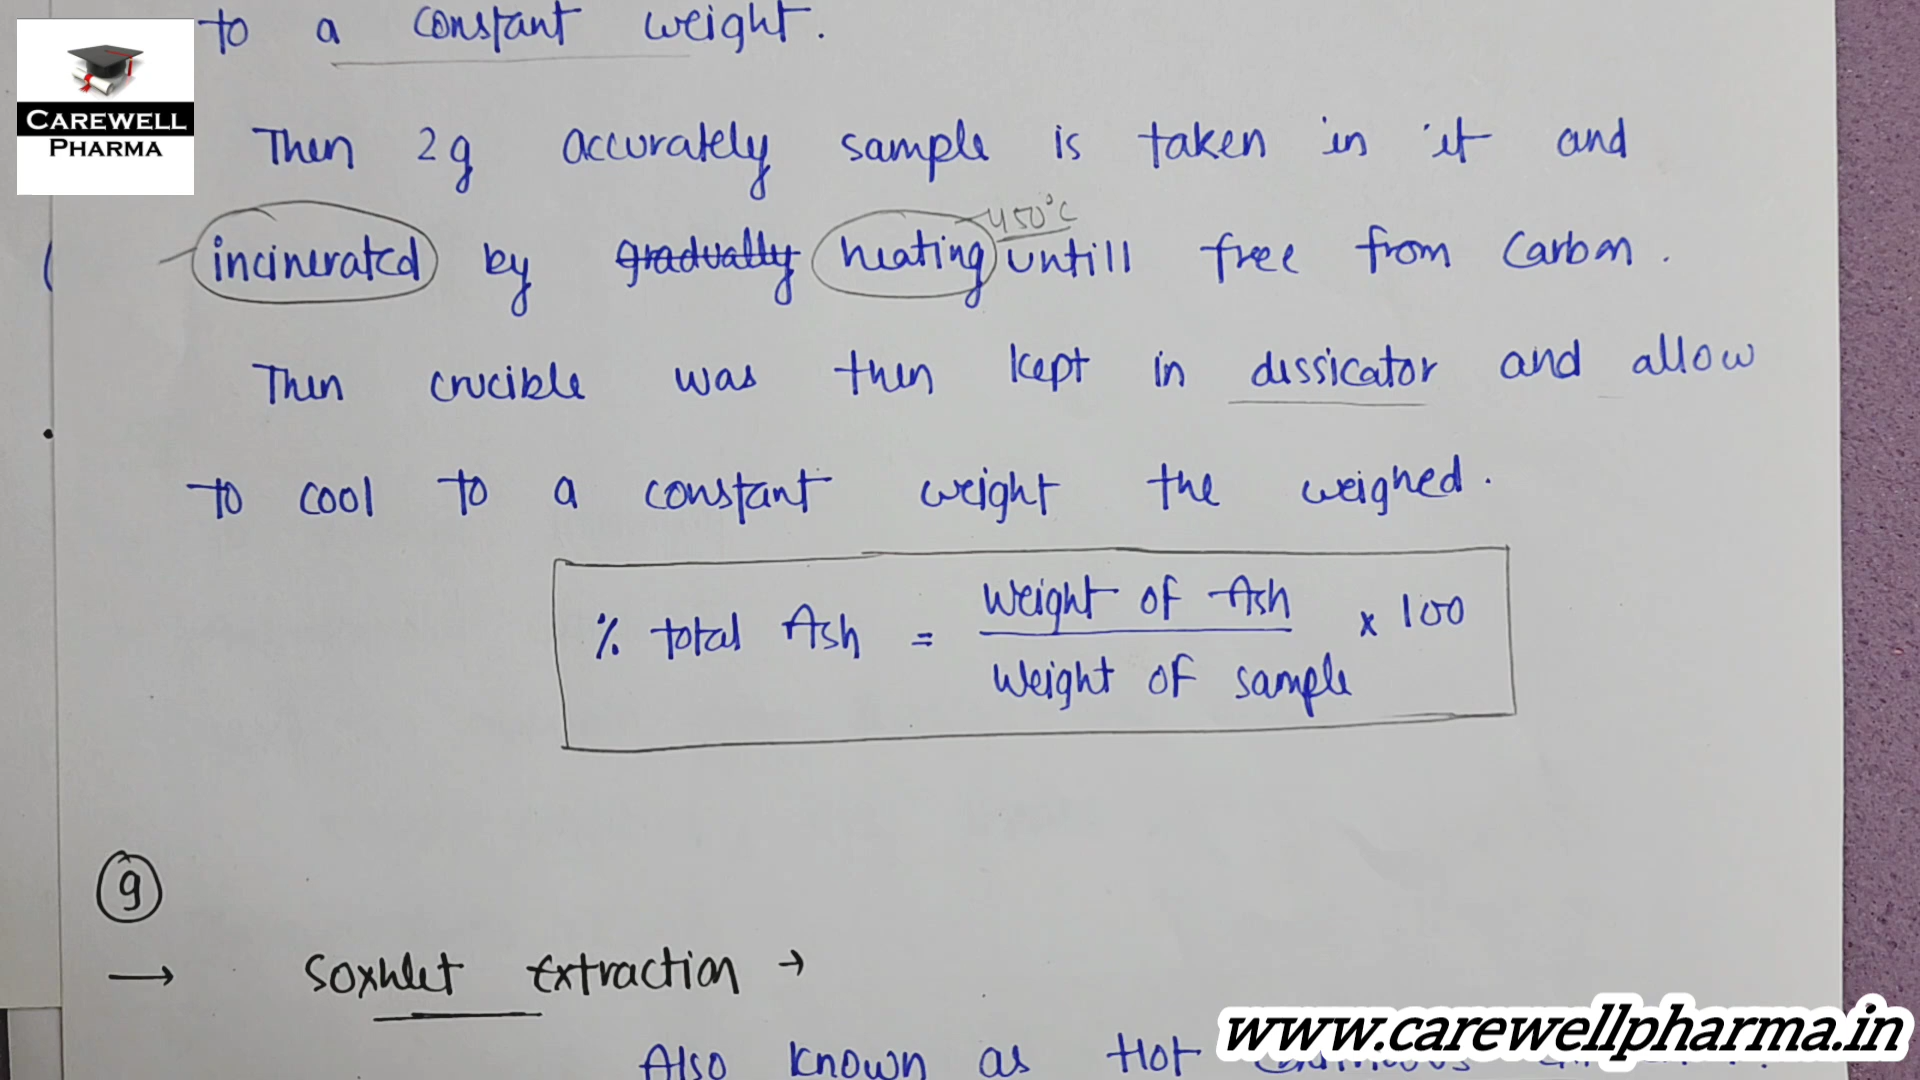 to a constant weight.
CAREWELL
PHARMA
Then 2g accurately sample is taken in it and
450°C
incinerated by gradually heating untill free from Carbon.
Then crucible was then kept in dissicator and allow
to cool to a constant weight the weighed.
% total Ash = Weight of Ash / Weight of sample × 100
9
→ Soxhlet Extraction →
Also known as Hot
www.carewellpharma.in